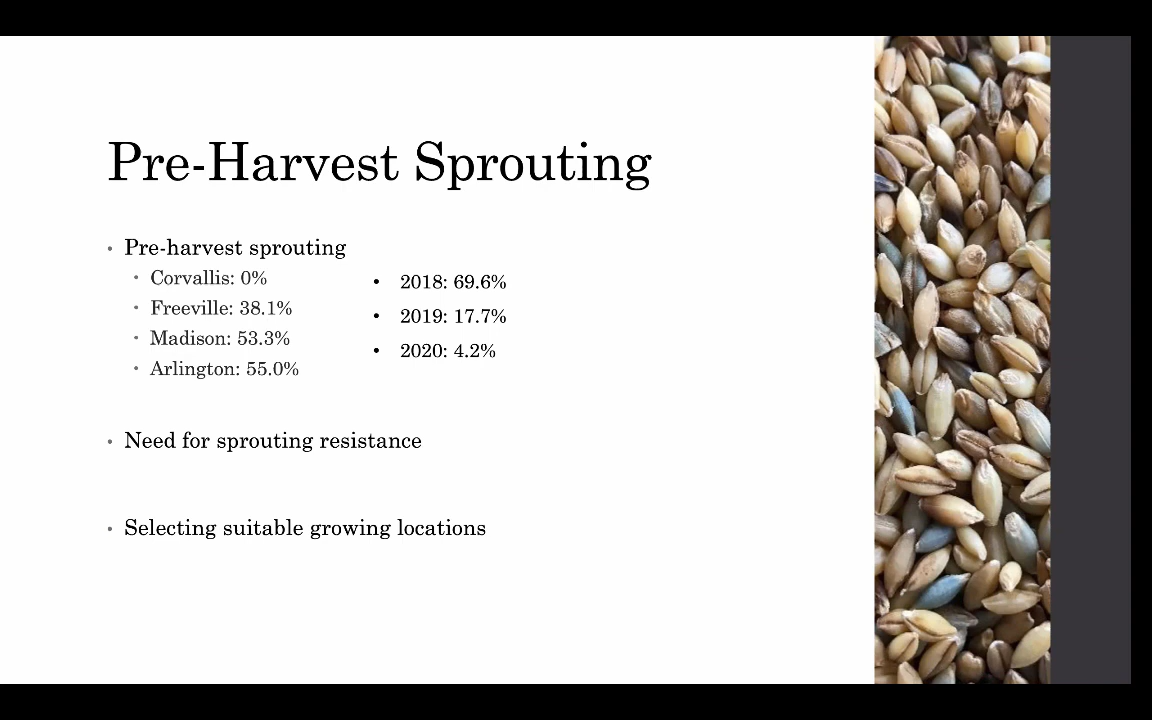 Pre-Harvest Sprouting
• Pre-harvest sprouting
• Corvallis: 0%
• Freeville: 38.1%
• Madison: 53.3%
• Arlington: 55.0%
• 2018: 69.6%
• 2019: 17.7%
• 2020: 4.2%
• Need for sprouting resistance
• Selecting suitable growing locations